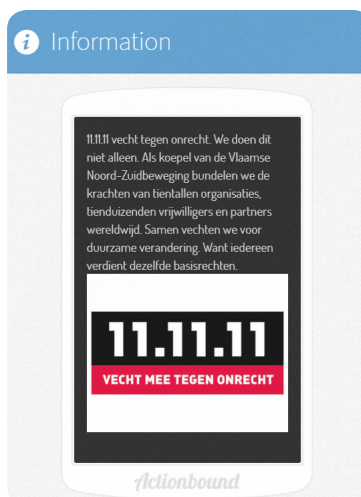 i Information
11.11.11 vecht tegen onrecht. We doen dit
niet alleen. Als koepel van de Vlaamse
Noord-Zuidbeweging bundelen we de
krachten van tientallen organisaties,
tienduizenden vrijwilligers en partners
wereldwijd. Samen vechten we voor
duurzame verandering. Want iedereen
verdient dezelfde basisrechten.
11.11.11
VECHT MEE TEGEN ONRECHT
Actionbound